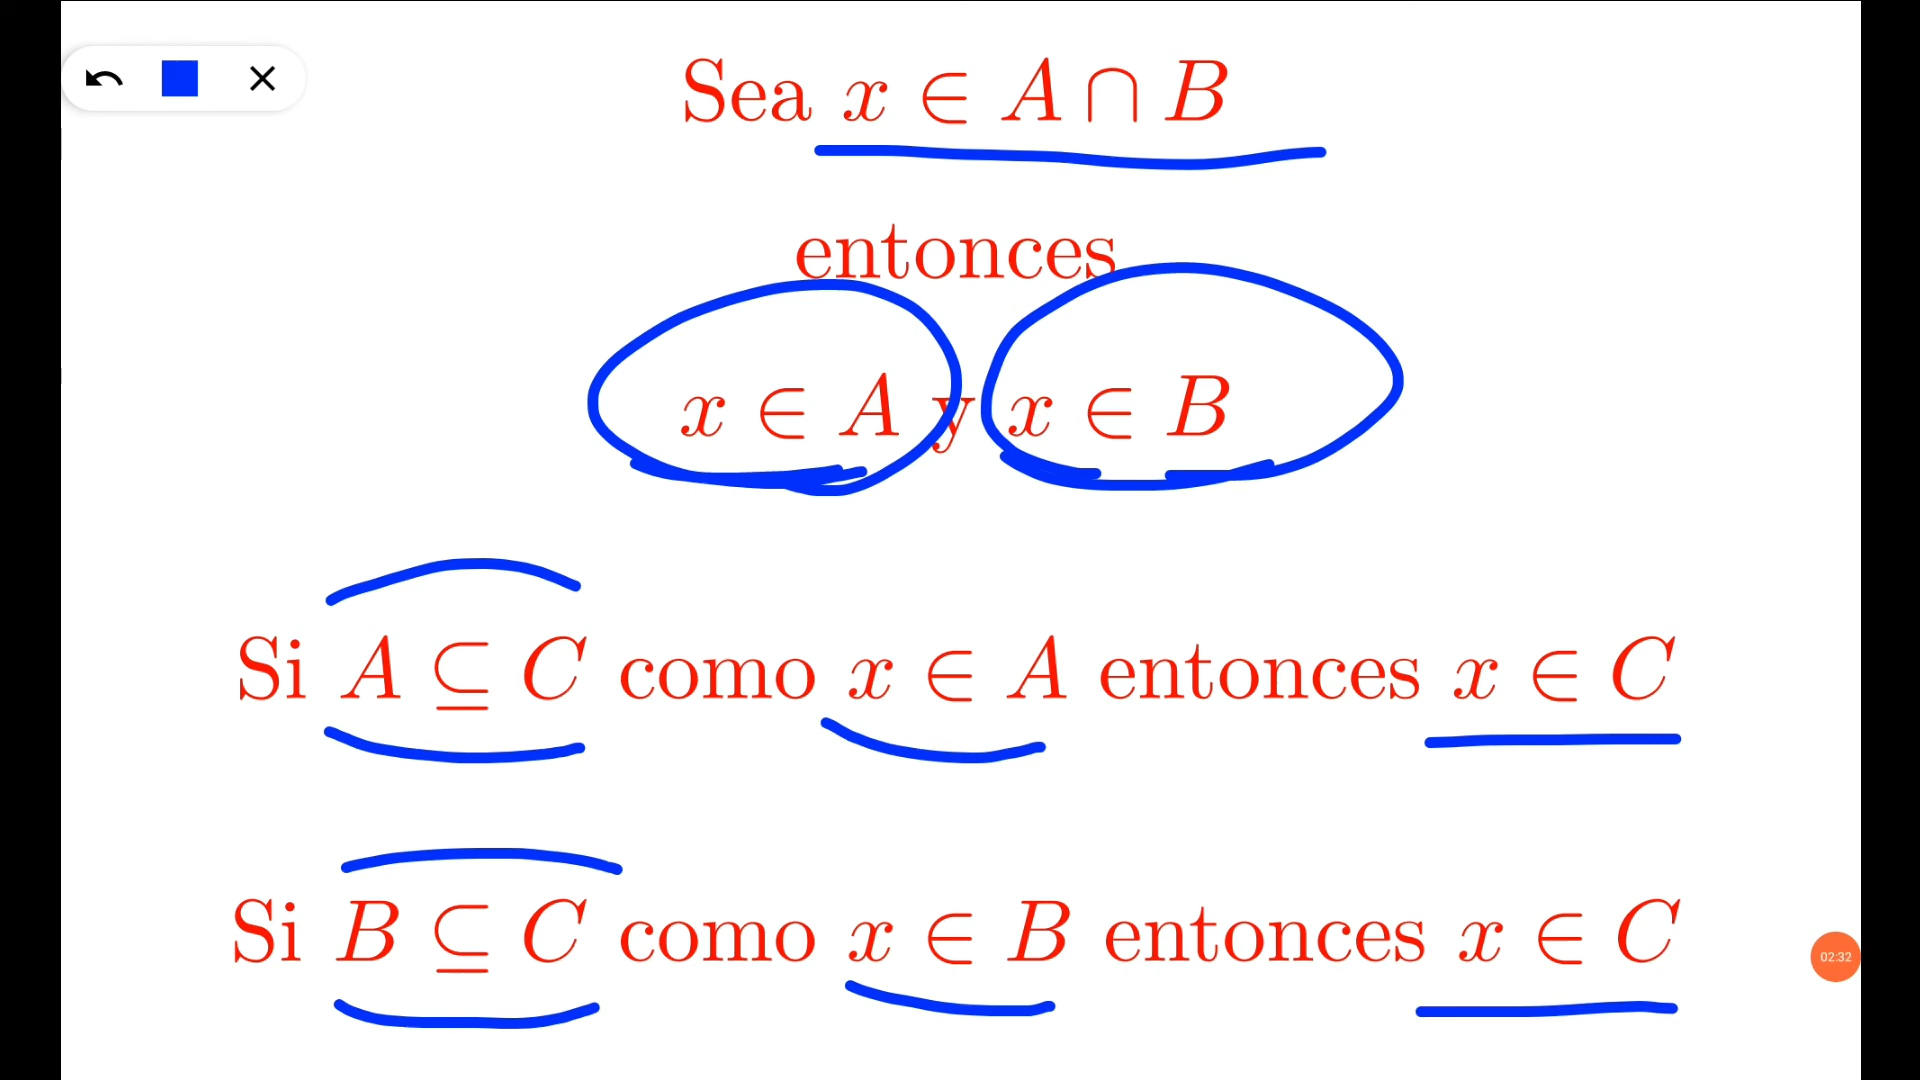 Sea x ∈ A ∩ B
entonces
x ∈ A y x ∈ B
Si A ⊆ C como x ∈ A entonces x ∈ C
Si B ⊆ C como x ∈ B entonces x ∈ C
02:32